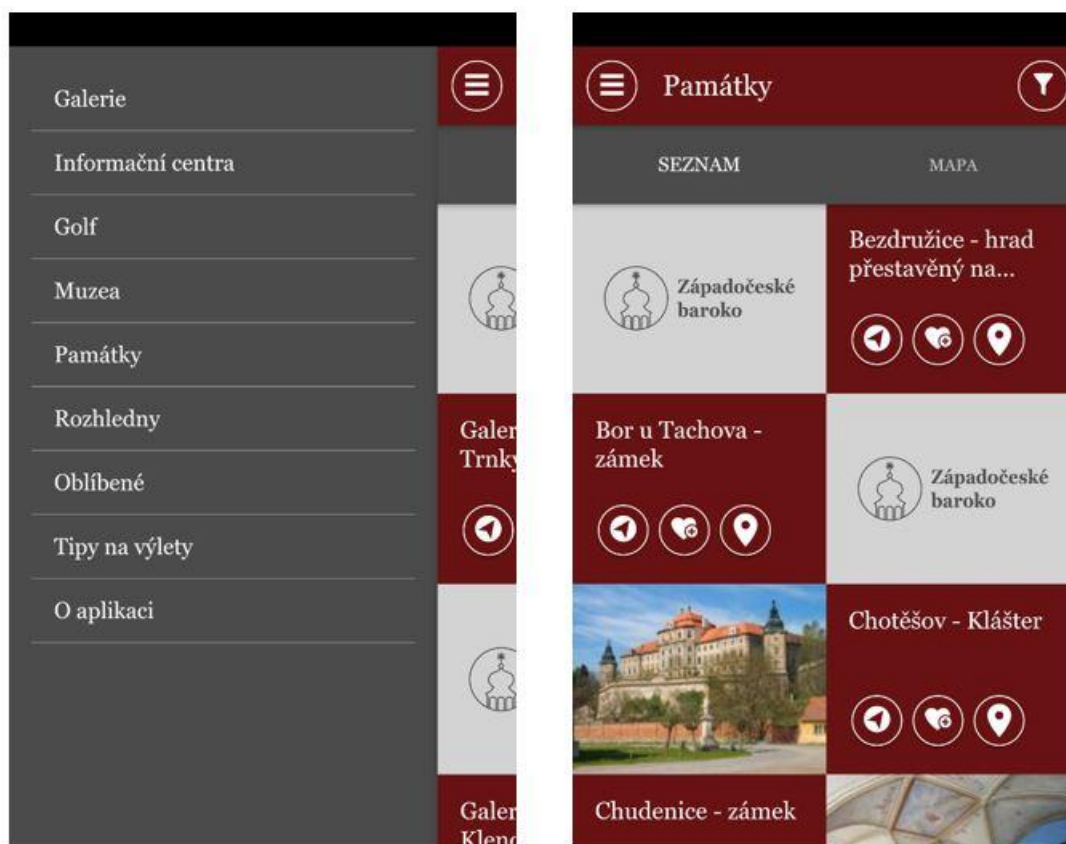 Galerie
Informační centra
Golf
Muzea
Památky
Rozhledny
Oblíbené
Tipy na výlety
O aplikaci
Galer
Trnky
Galer
Klenc
Památky
SEZNAM
MAPA
Západočeské
baroko
Bezdružice - hrad
přestavěný na...
Bor u Tachova -
zámek
Západočeské
baroko
Chotěšov - Klášter
Chudenice - zámek